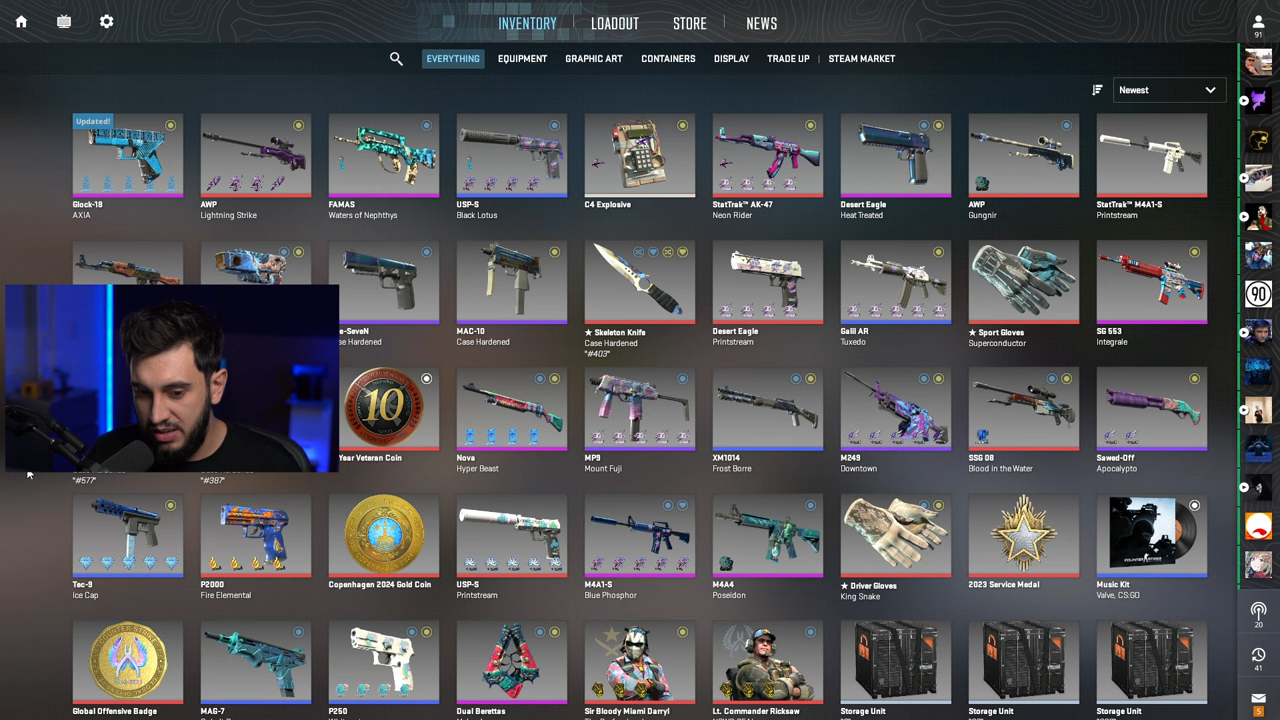 INVENTORY LOADOUT STORE NEWS
91
EVERYTHING EQUIPMENT GRAPHIC ART CONTAINERS DISPLAY TRADE UP STEAM MARKET
Newest
Updated!
Glock-18 AWP FAMAS USP-S C4 Explosive StatTrak™ AK-47 Desert Eagle AWP StatTrak™ M4A1-S
AXIA Lightning Strike Waters of Nephthys Black Lotus Neon Rider Heat Treated Gungnir Printstream
e-SeveN MAC-10 ★ Skeleton Knife Desert Eagle Galil AR ★ Sport Gloves SG 553
Case Hardened Case Hardened Case Hardened Printstream Tuxedo Superconductor Integrale
"#403"
90
10
Year Veteran Coin Nova MP9 XM1014 M249 SSG 08 Sawed-Off
Hyper Beast Mount Fuji Frost Borre Downtown Blood in the Water Apocalypto
"#577" "#387"
Tec-9 P2000 Copenhagen 2024 Gold Coin USP-S M4A1-S M4A4 ★ Driver Gloves 2023 Service Medal Music Kit
Ice Cap Fire Elemental Printstream Blue Phosphor Poseidon King Snake Valve, CS:GO
20
41
5
Global Offensive Badge MAG-7 P250 Dual Berettas Sir Bloody Miami Darryl Lt. Commander Ricksaw Storage Unit Storage Unit Storage Unit